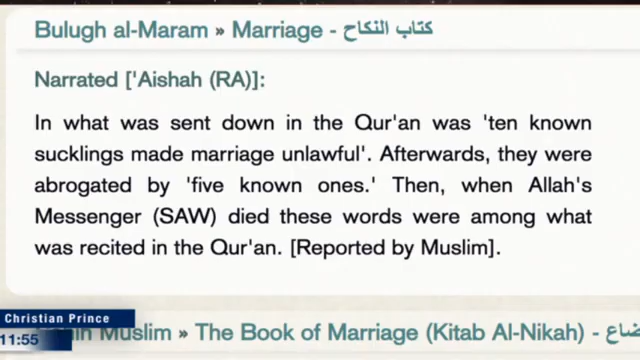 Bulugh al-Maram » Marriage - كتاب النكاح
Narrated ['Aishah (RA)]:
In what was sent down in the Qur'an was 'ten known
sucklings made marriage unlawful'. Afterwards, they were
abrogated by 'five known ones.' Then, when Allah's
Messenger (SAW) died these words were among what
was recited in the Qur'an. [Reported by Muslim].
Christian Prince
11:55
Muslim » The Book of Marriage (Kitab Al-Nikah) -